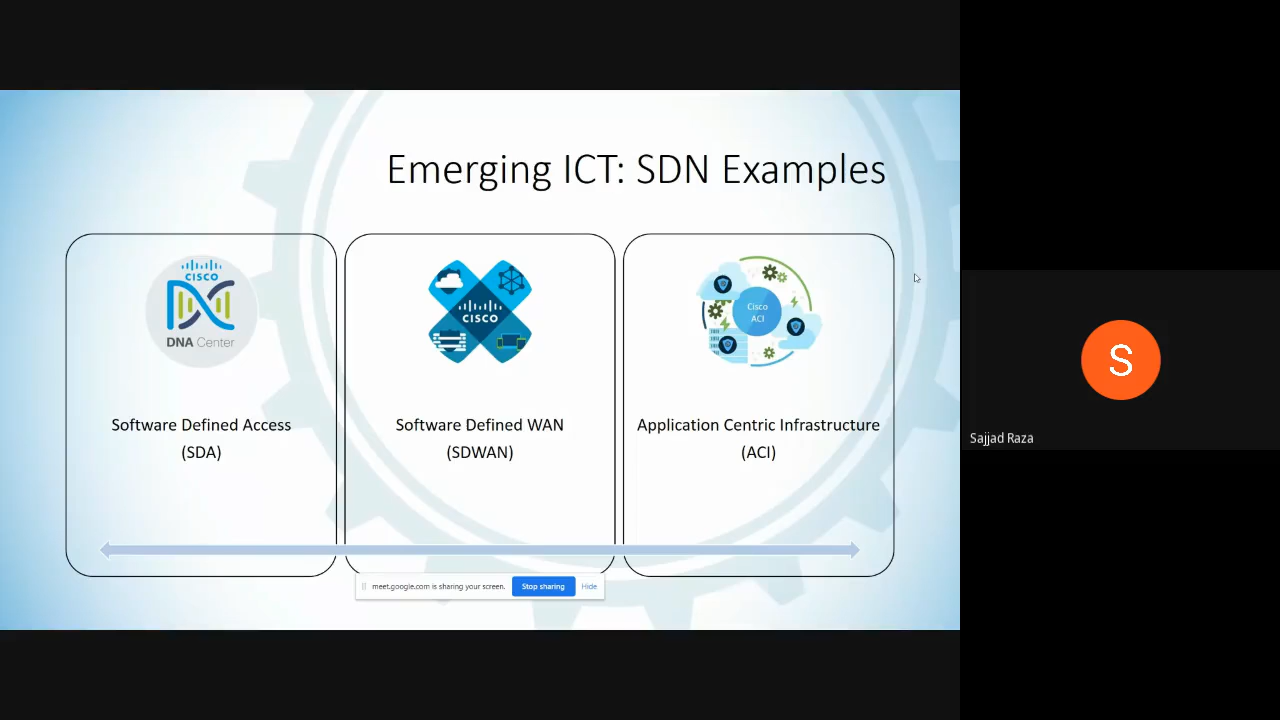 Emerging ICT: SDN Examples
CISCO
DNA Center
Software Defined Access
(SDA)
CISCO
Software Defined WAN
(SDWAN)
Cisco
ACI
Application Centric Infrastructure
(ACI)
meet.google.com is sharing your screen. Stop sharing Hide
S
Sajjad Raza